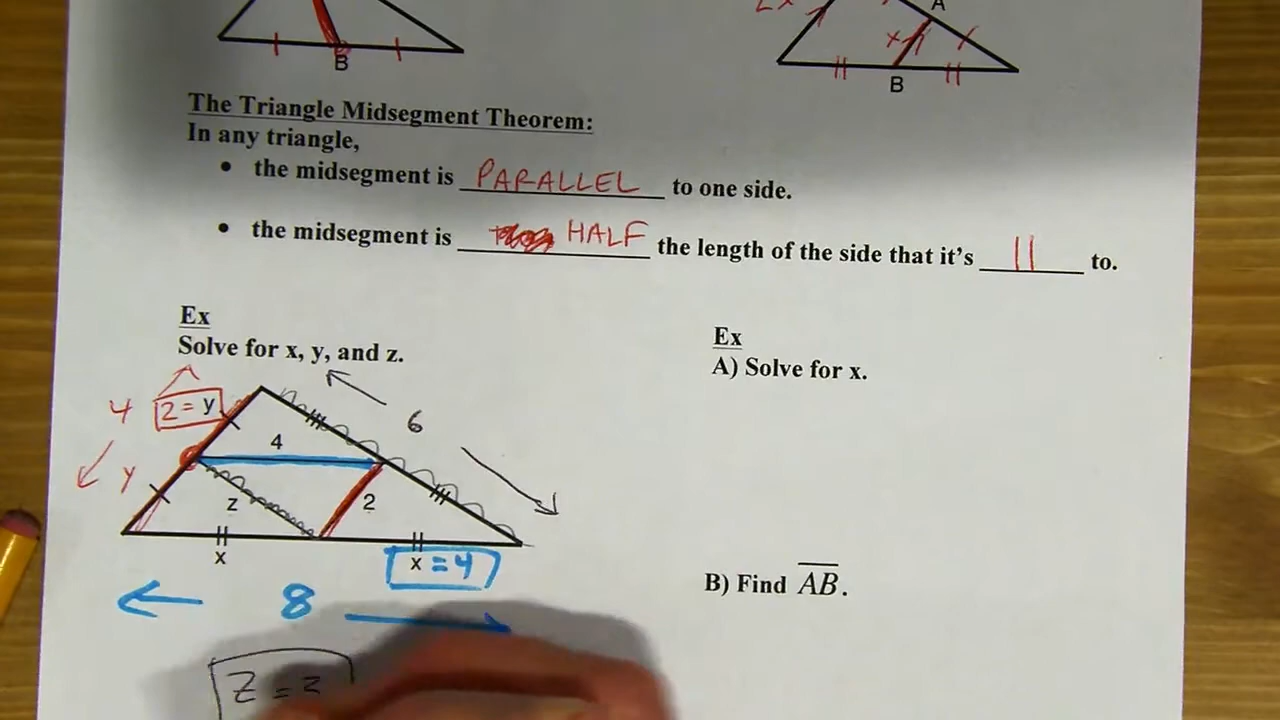 A
B
B
x
The Triangle Midsegment Theorem:
In any triangle,
• the midsegment is PARALLEL to one side.
• the midsegment is HALF the length of the side that it's || to.
Ex
Solve for x, y, and z.
4
2 = y
6
4
y
z
2
x
x = 4
8
Z = 3
Ex
A) Solve for x.
B) Find AB.